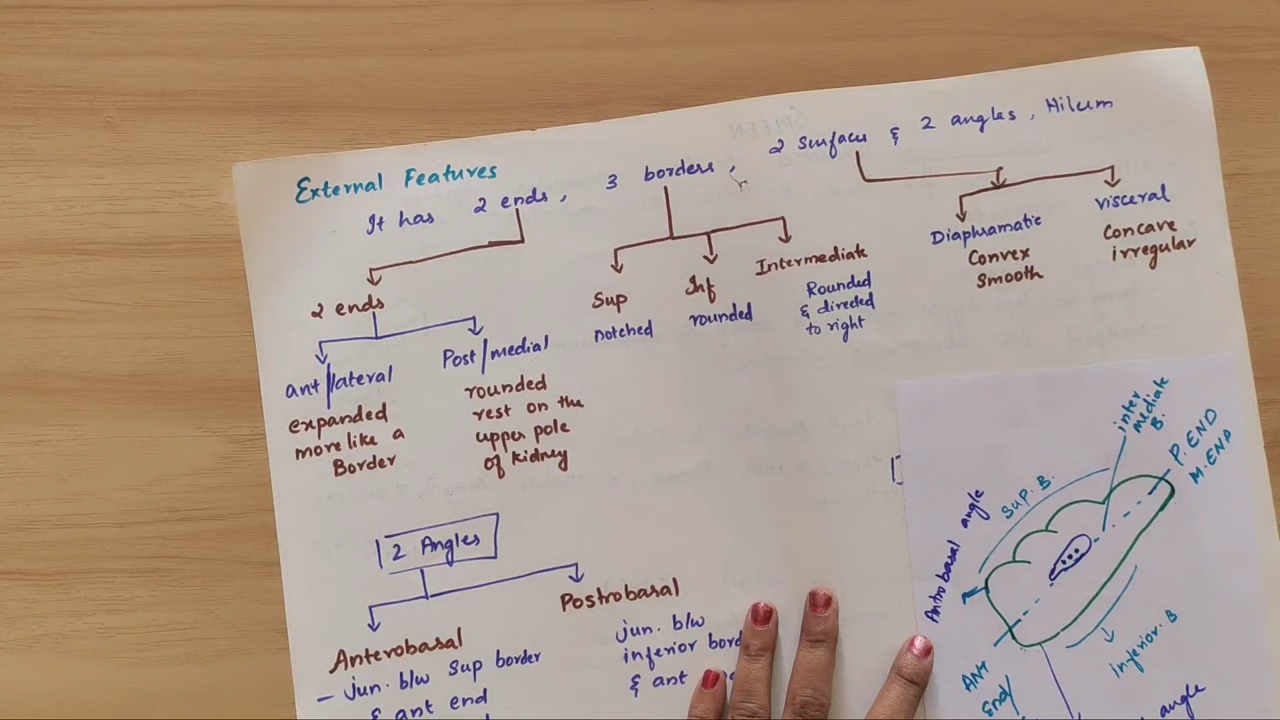 External Features
It has 2 ends, 3 borders, 2 surfaces & 2 angles, Hilum
2 ends
ant/lateral
expanded
more like a
Border
Post/medial
rounded
rest on the
upper pole
of kidney
Sup
notched
Inf
rounded
Intermediate
Rounded
& directed
to right
Diaphramatic
Convex
smooth
visceral
Concave
irregular
2 Angles
Anterobasal
- jun. b/w Sup border
& ant end
Postrobasal
jun. b/w
inferior bord
& ant
Antrobasal angle
Sup. B.
inter
mediate
B.
P. END
M. END
inferior. B
ANT
End/
angle